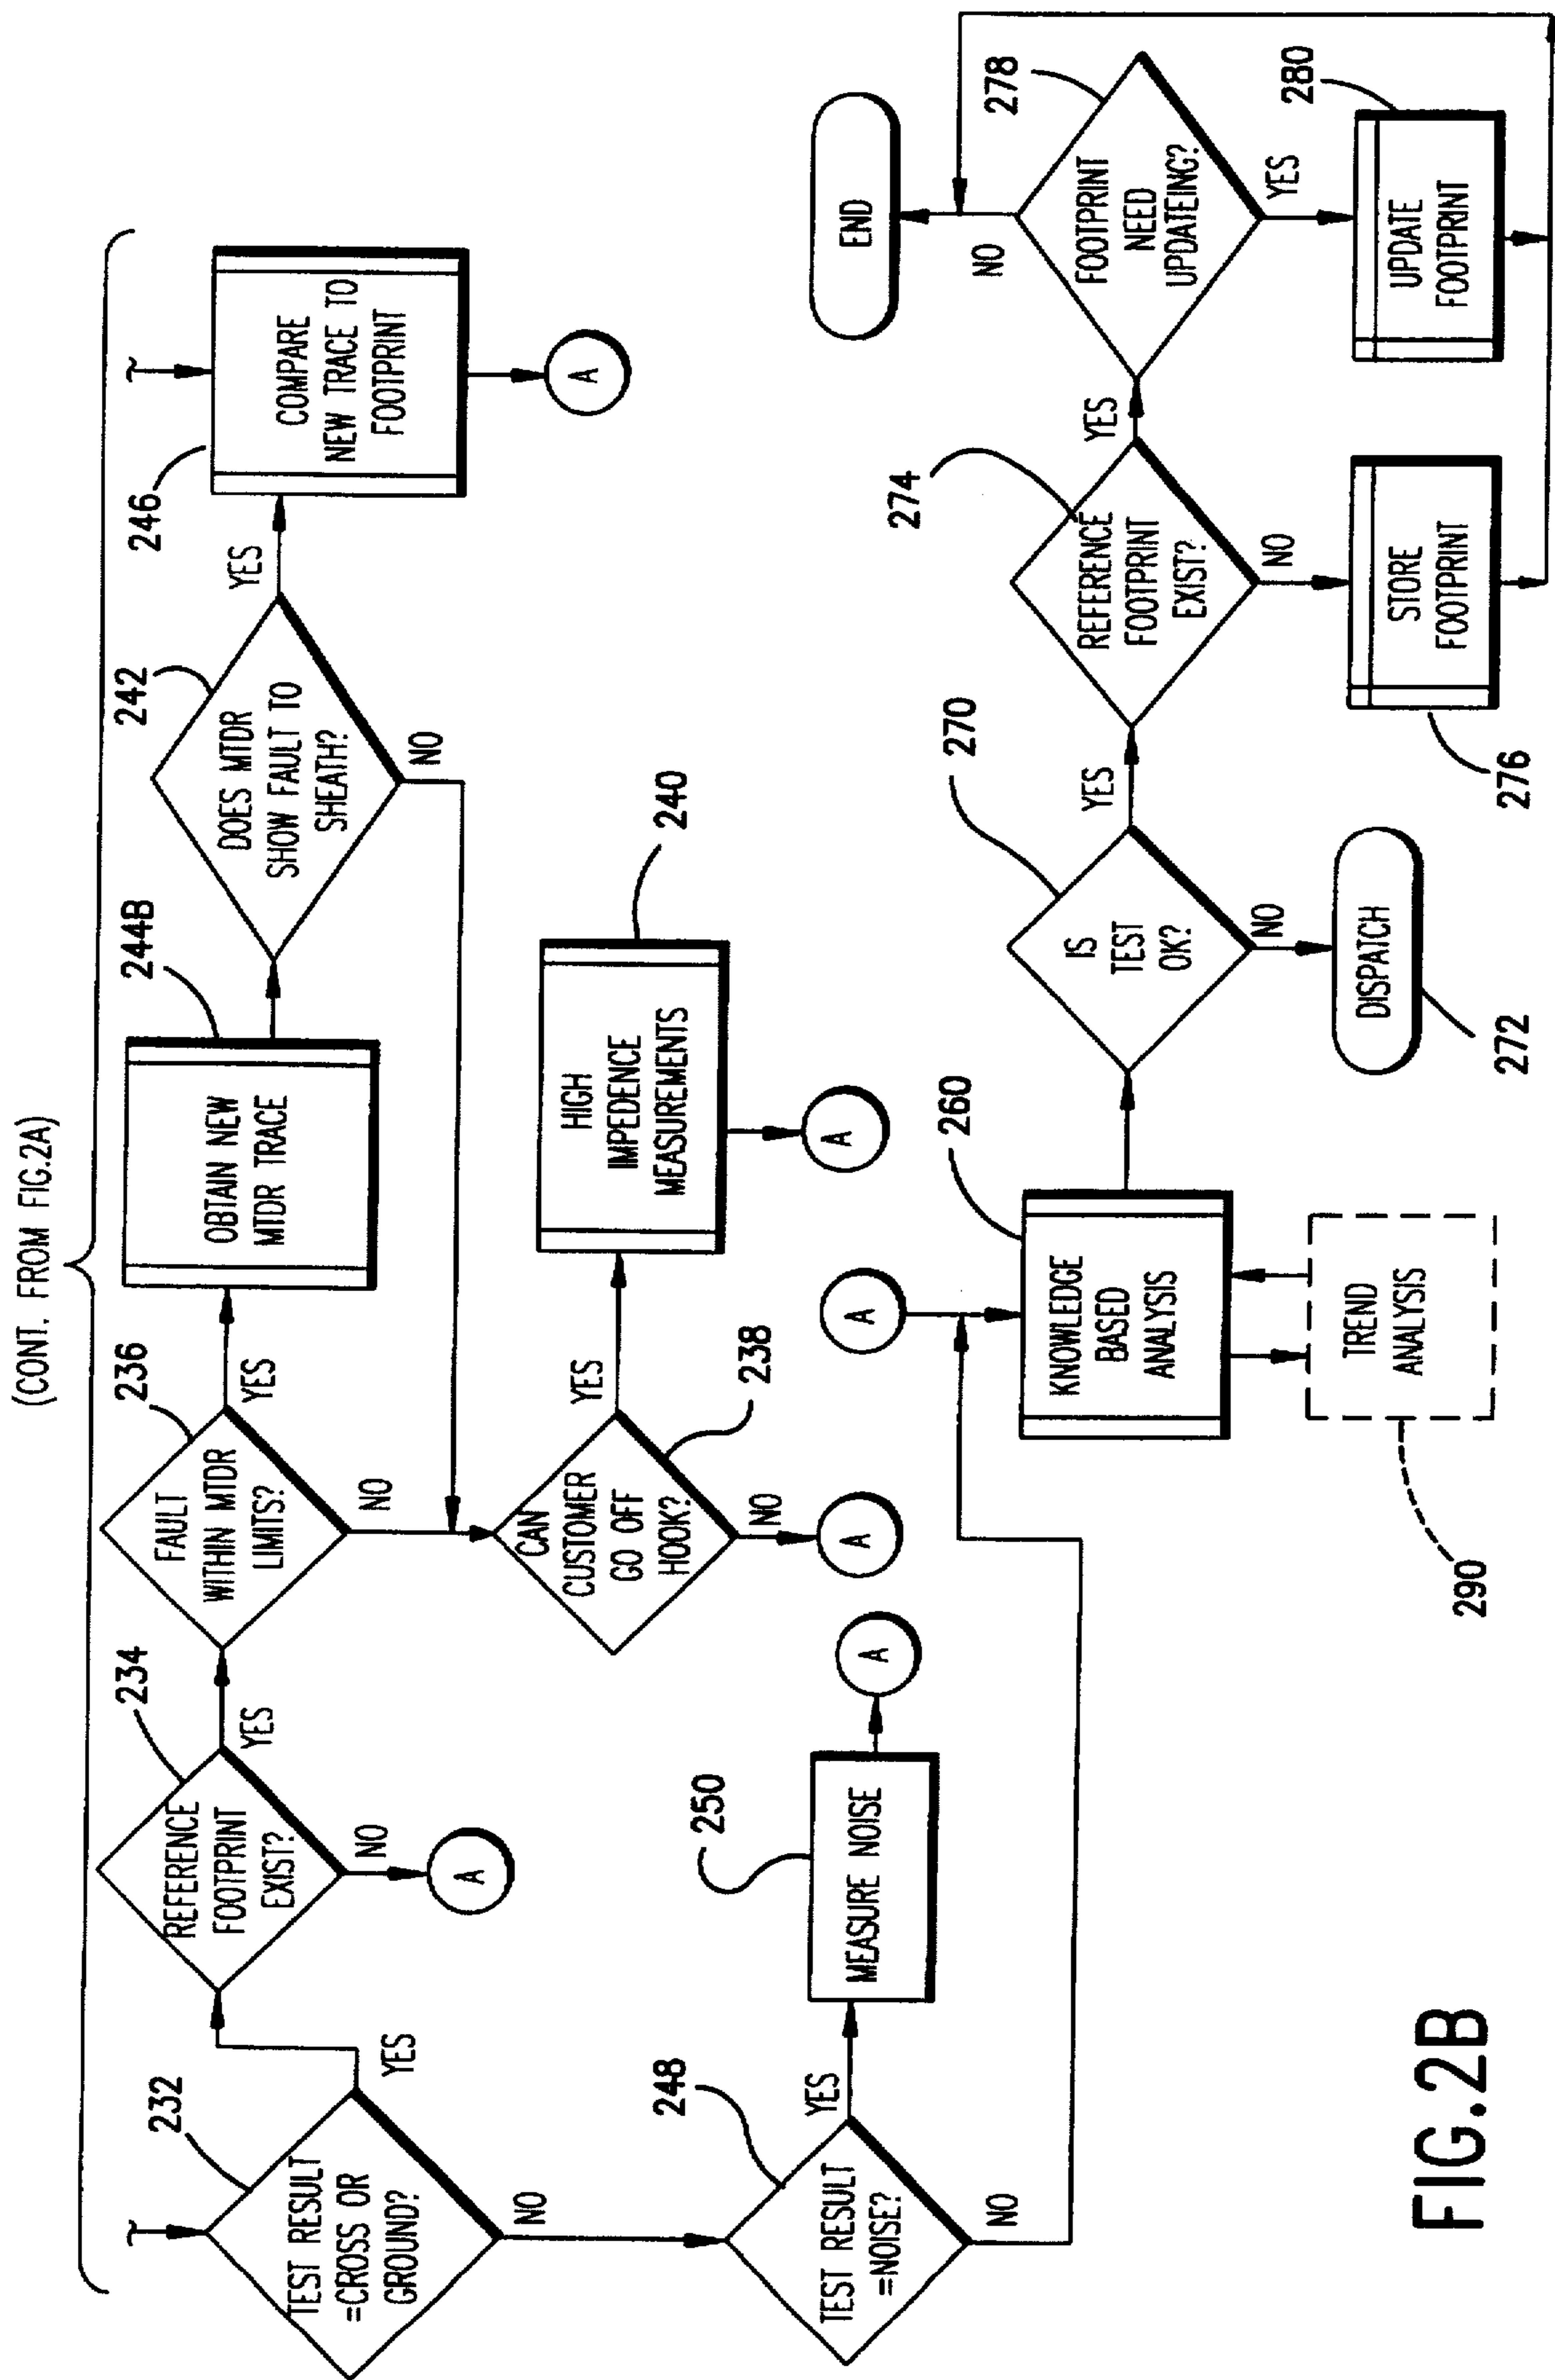 (CONT. FROM FIG.2A)
232
TEST RESULT
=CROSS OR
GROUND?
YES
NO
234
REFERENCE
FOOTPRINT
EXIST?
YES
NO
A
236
FAULT
WITHIN MTDR
LIMITS?
YES
NO
244B
OBTAIN NEW
MTDR TRACE
242
DOES MTDR
SHOW FAULT TO
SHEATH?
YES
NO
246
COMPARE
NEW TRACE TO
FOOTPRINT
A
CAN
CUSTOMER
GO OFF
HOOK?
238
YES
NO
A
240
HIGH
IMPEDENCE
MEASUREMENTS
A
248
TEST RESULT
=NOISE?
YES
NO
250
MEASURE NOISE
A
A
260
KNOWLEDGE
BASED
ANALYSIS
TREND
ANALYSIS
290
270
IS
TEST
OK?
YES
NO
DISPATCH
272
274
REFERENCE
FOOTPRINT
EXIST?
YES
NO
STORE
FOOTPRINT
276
278
FOOTPRINT
NEED
UPDATEING?
NO
YES
END
280
UPDATE
FOOTPRINT
FIG.2B